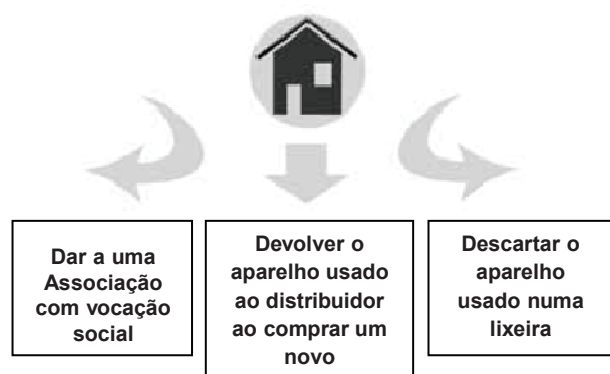 Dar a uma
Associação
com vocação
social
Devolver o
aparelho usado
ao distribuidor
ao comprar um
novo
Descartar o
aparelho
usado numa
lixeira